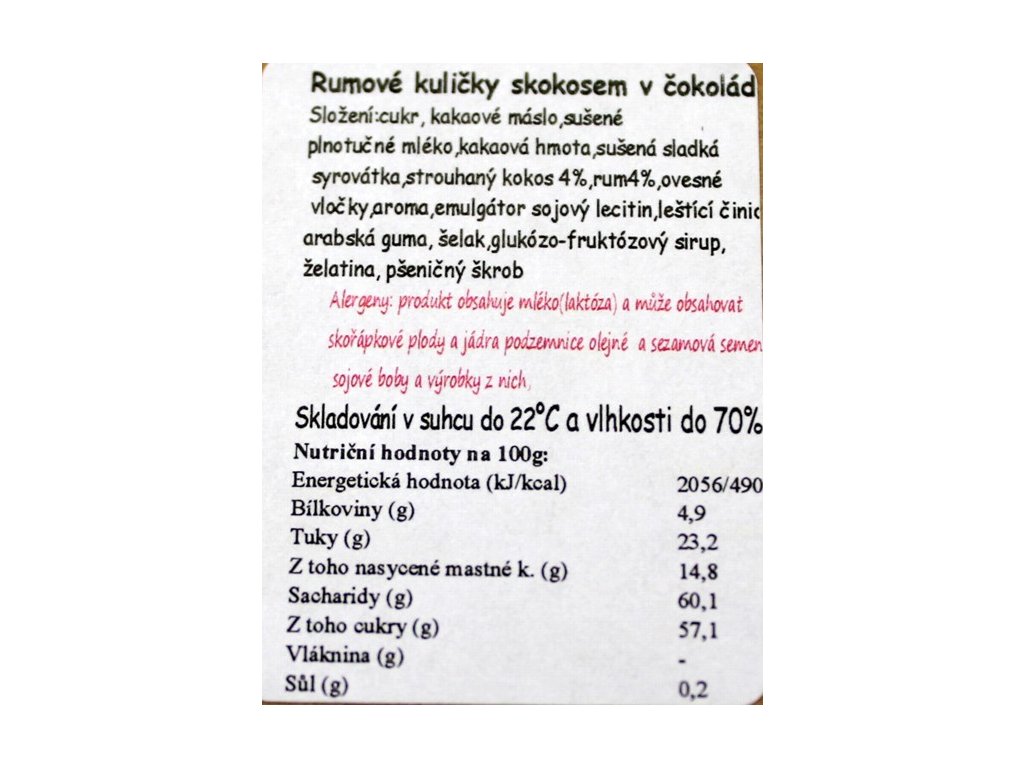 Rumové kuličky skokosem v čokolád
Složení:cukr, kakaové máslo,sušené
plnotučné mléko,kakaová hmota,sušená sladká
syrovátka,strouhaný kokos 4%,rum4%,ovesné
vločky,aroma,emulgátor sojový lecitin,leštící činic
arabská guma, šelak,glukózo-fruktózový sirup,
želatina, pšeničný škrob
Alergeny: produkt obsahuje mléko(laktóza) a může obsahovat
skořápkové plody a jádra podzemnice olejné a sezamová semen
sojové boby a výrobky z nich,
Skladování v suhcu do 22°C a vlhkosti do 70%
Nutriční hodnoty na 100g:
Energetická hodnota (kJ/kcal) 2056/490
Bílkoviny (g) 4,9
Tuky (g) 23,2
Z toho nasycené mastné k. (g) 14,8
Sacharidy (g) 60,1
Z toho cukry (g) 57,1
Vláknina (g) -
Sůl (g) 0,2